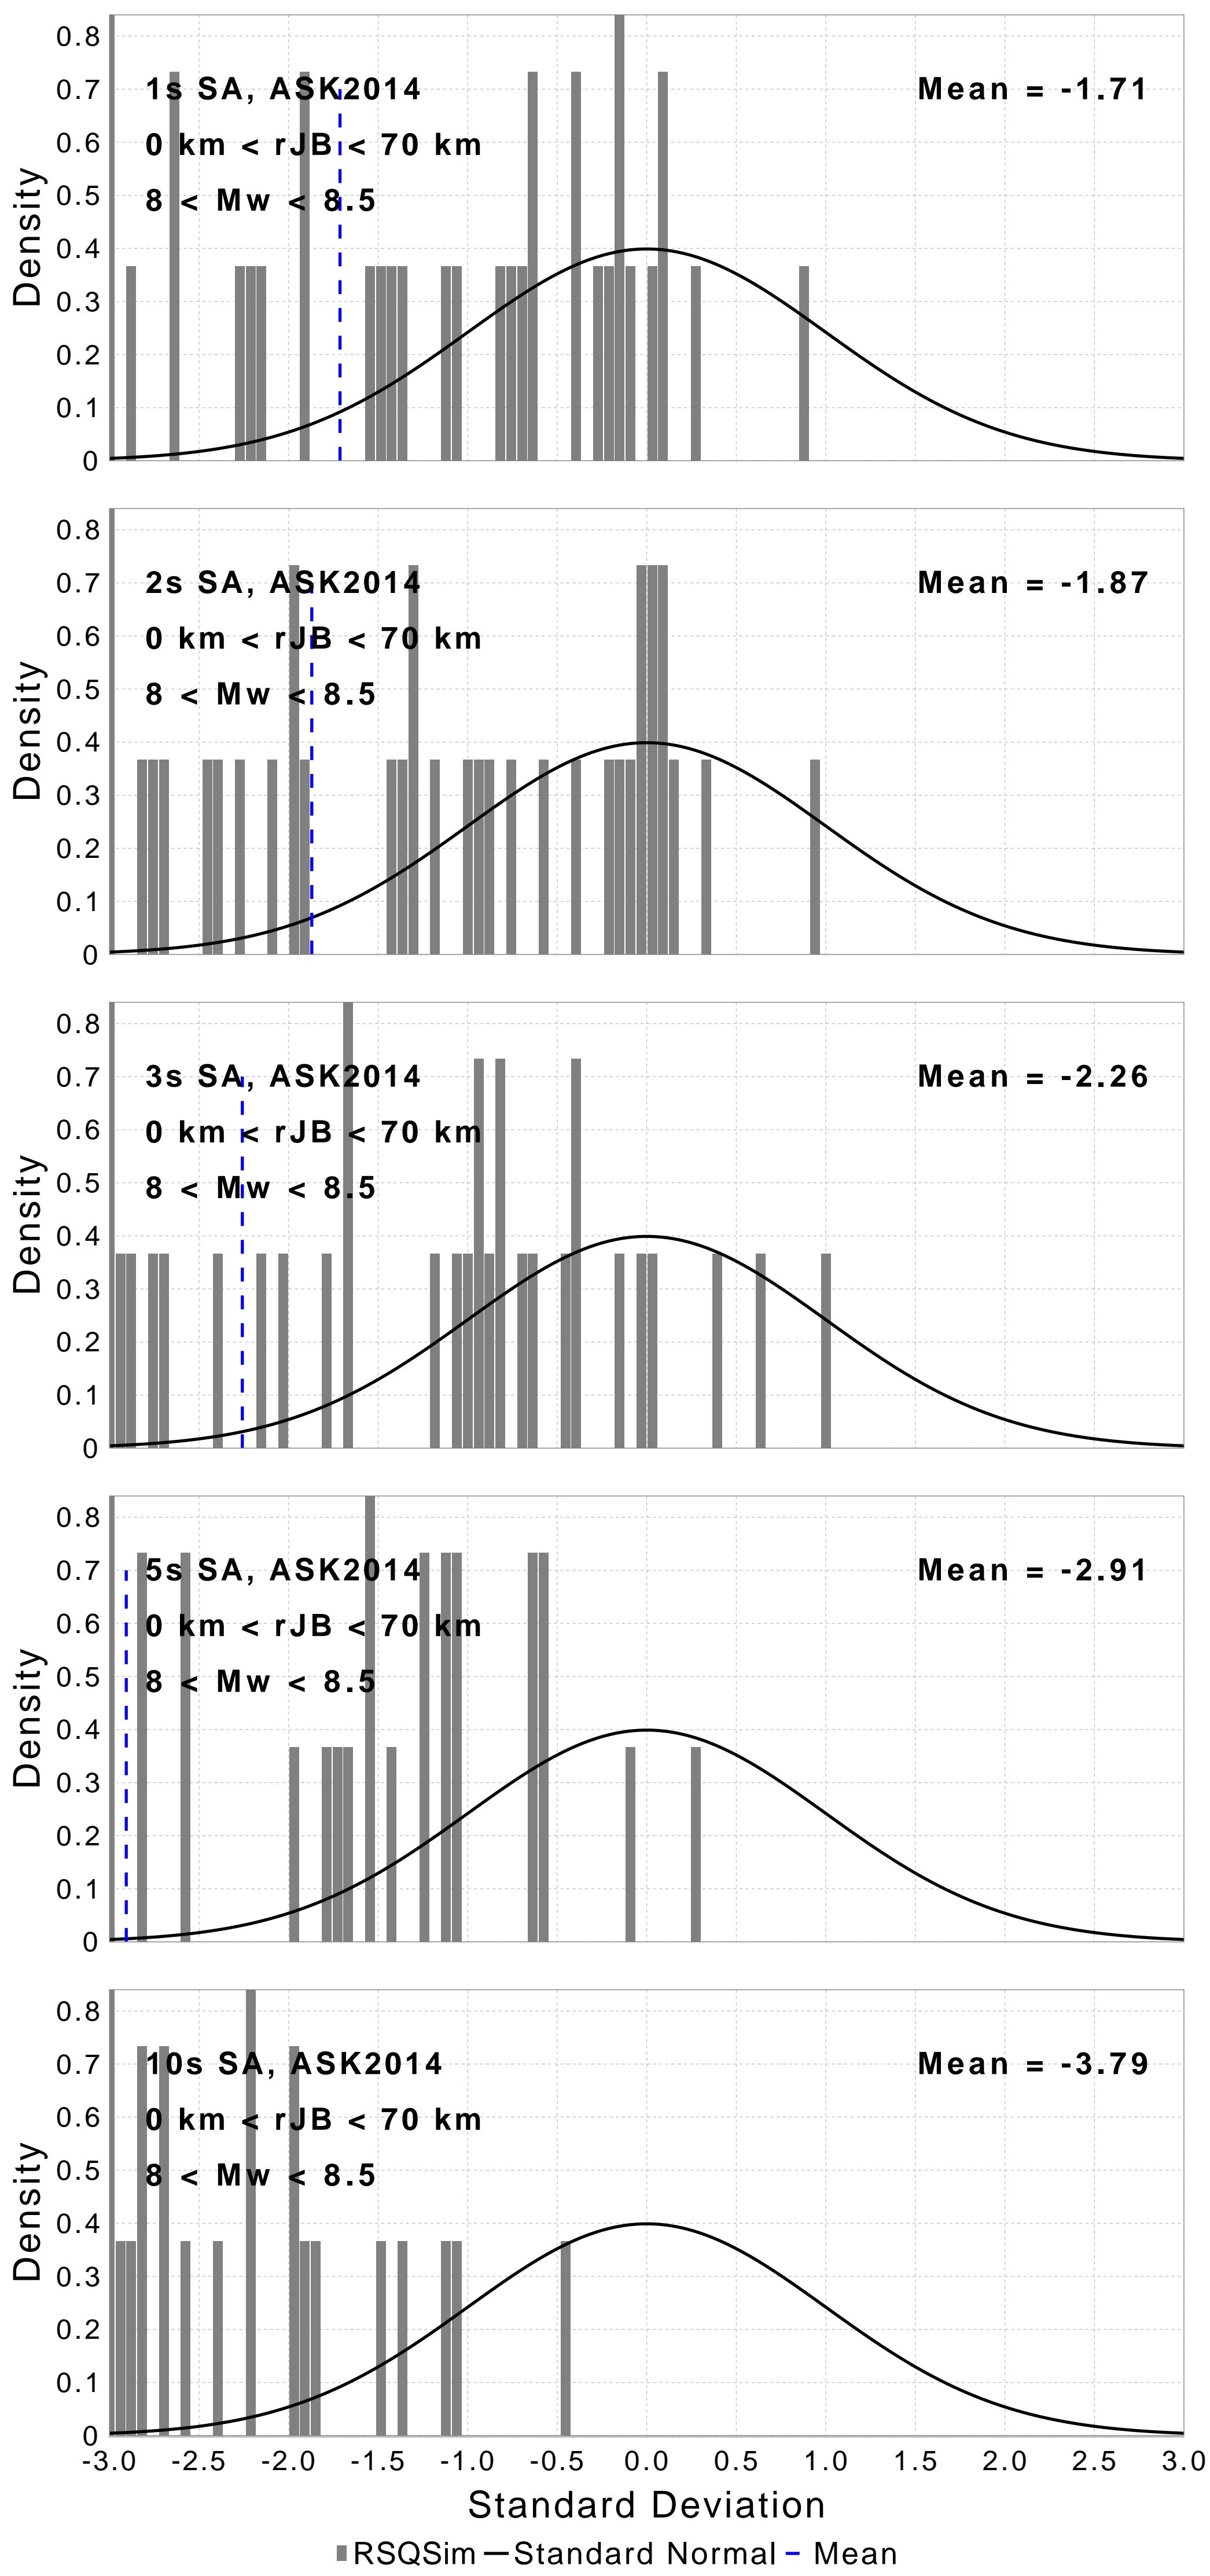 0.8
0.7
0.6
0.5
0.4
0.3
0.2
0.1
0
Density
1s SA, ASK2014
0 km < rJB < 70 km
8 < Mw < 8.5
Mean = -1.71
0.8
0.7
0.6
0.5
0.4
0.3
0.2
0.1
0
Density
2s SA, ASK2014
0 km < rJB < 70 km
8 < Mw < 8.5
Mean = -1.87
0.8
0.7
0.6
0.5
0.4
0.3
0.2
0.1
0
Density
3s SA, ASK2014
0 km < rJB < 70 km
8 < Mw < 8.5
Mean = -2.26
0.8
0.7
0.6
0.5
0.4
0.3
0.2
0.1
0
Density
5s SA, ASK2014
0 km < rJB < 70 km
8 < Mw < 8.5
Mean = -2.91
0.8
0.7
0.6
0.5
0.4
0.3
0.2
0.1
0
Density
10s SA, ASK2014
0 km < rJB < 70 km
8 < Mw < 8.5
Mean = -3.79
-3.0 -2.5 -2.0 -1.5 -1.0 -0.5 0.0 0.5 1.0 1.5 2.0 2.5 3.0
Standard Deviation
RSQSim Standard Normal Mean